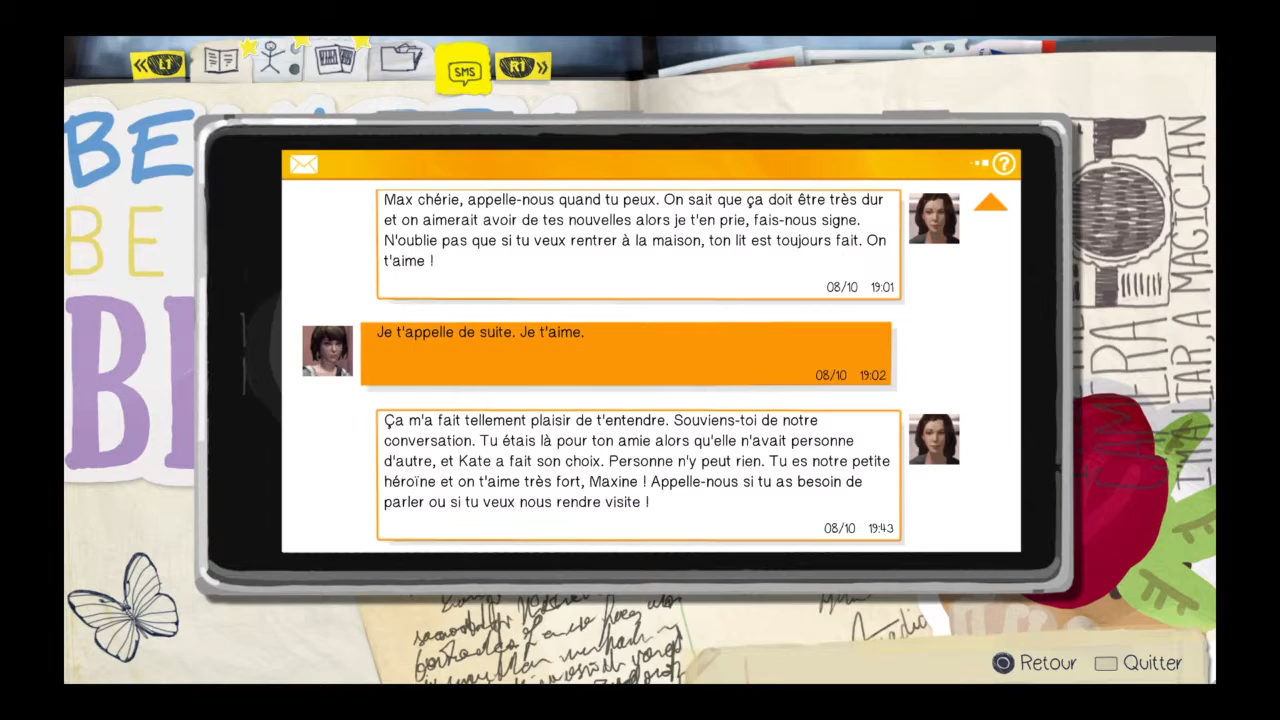 LT
SMS
R1
BE
BE
Max chérie, appelle-nous quand tu peux. On sait que ça doit être très dur
et on aimerait avoir de tes nouvelles alors je t'en prie, fais-nous signe.
N'oublie pas que si tu veux rentrer à la maison, ton lit est toujours fait. On
t'aime !
08/10 19:01
Je t'appelle de suite. Je t'aime.
08/10 19:02
Ça m'a fait tellement plaisir de t'entendre. Souviens-toi de notre
conversation. Tu étais là pour ton amie alors qu'elle n'avait personne
d'autre, et Kate a fait son choix. Personne n'y peut rien. Tu es notre petite
héroïne et on t'aime très fort, Maxine ! Appelle-nous si tu as besoin de
parler ou si tu veux nous rendre visite !
08/10 19:43
MAGICIAN
Retour
Quitter